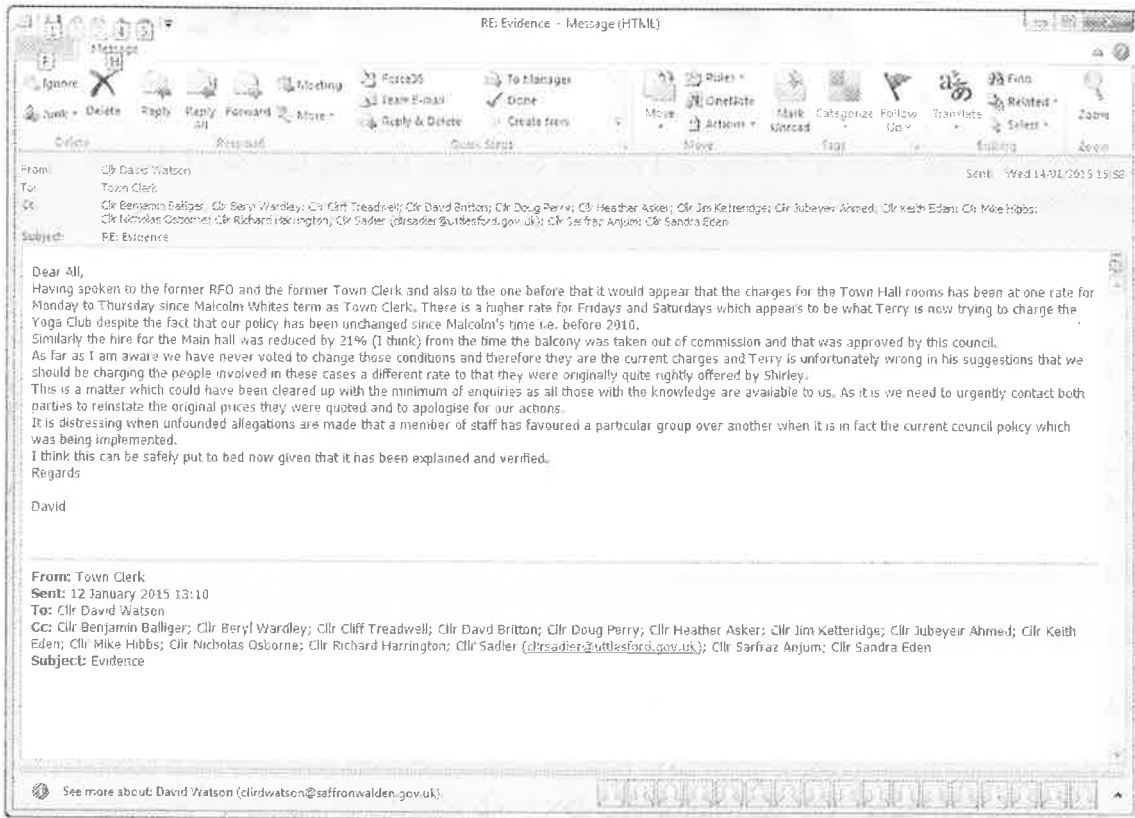 RE: Evidence - Message (HTML)
1 4 5
F Message
H
Ignore Meeting To Manager Rules Find
Team E-mail Done OneNote Related
Junk Delete Reply Reply All Forward More Reply & Delete Create New Move Actions Mark Unread Categorize Follow Up Translate Select Zoom
Delete Respond Quick Steps Move Tags Editing Zoom
From: Cllr David Watson Sent: Wed 14/01/2015 15:58
To: Town Clerk
Cc: Cllr Benjamin Balliger; Cllr Beryl Wardley; Cllr Cliff Treadwell; Cllr David Britton; Cllr Doug Perry; Cllr Heather Asker; Cllr Jim Ketteridge; Cllr Jubeyeir Ahmed; Cllr Keith Eden; Cllr Mike Hibbs;
Cllr Nicholas Osborne; Cllr Richard Harrington; Cllr Sadler (cllrsadler@uttlesford.gov.uk); Cllr Sarfraz Anjum; Cllr Sandra Eden
Subject: RE: Evidence
Dear All,
Having spoken to the former RFO and the former Town Clerk and also to the one before that it would appear that the charges for the Town Hall rooms has been at one rate for
Monday to Thursday since Malcolm Whites term as Town Clerk. There is a higher rate for Fridays and Saturdays which appears to be what Terry is now trying to charge the
Yoga Club despite the fact that our policy has been unchanged since Malcolm's time i.e. before 2010.
Similarly the hire for the Main hall was reduced by 21% (I think) from the time the balcony was taken out of commission and that was approved by this council.
As far as I am aware we have never voted to change those conditions and therefore they are the current charges and Terry is unfortunately wrong in his suggestions that we
should be charging the people involved in these cases a different rate to that they were originally quite rightly offered by Shirley.
This is a matter which could have been cleared up with the minimum of enquiries as all those with the knowledge are available to us. As it is we need to urgently contact both
parties to reinstate the original prices they were quoted and to apologise for our actions.
It is distressing when unfounded allegations are made that a member of staff has favoured a particular group over another when it is in fact the current council policy which
was being implemented.
I think this can be safely put to bed now given that it has been explained and verified.
Regards
David
From: Town Clerk
Sent: 12 January 2015 13:10
To: Cllr David Watson
Cc: Cllr Benjamin Balliger; Cllr Beryl Wardley; Cllr Cliff Treadwell; Cllr Davd Britton; Cllr Doug Perry; Cllr Heather Asker; Cllr Jim Ketteridge; Cllr Jubeyeir Ahmed; Cllr Keith
Eden; Cllr Mike Hibbs; Cllr Nicholas Osborne; Cllr Richard Harrington; Cllr Sadler (cllrsadler@uttlesford.gov.uk); Cllr Sarfraz Anjum; Cllr Sandra Eden
Subject: Evidence
See more about: David Watson (cllrdwatson@saffronwalden.gov.uk).